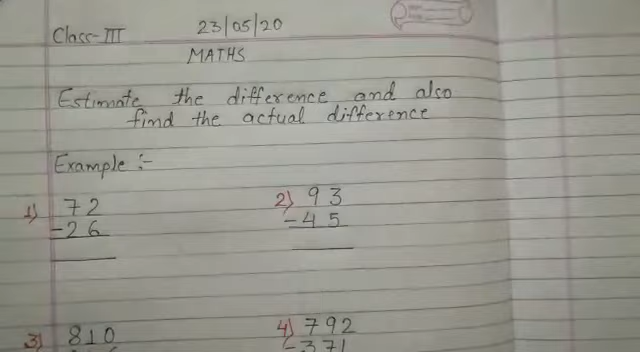 Class-III 23/05/20
MATHS
Estimate the difference and also
find the actual difference
Example :-
1) 72 2) 93
-26 -45
3) 810 4) 792
-371